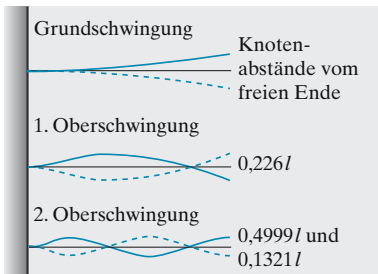 Grundschwingung
Knoten-
abstände vom
freien Ende
1. Oberschwingung
0,226l
2. Oberschwingung
0,4999l und
0,1321l